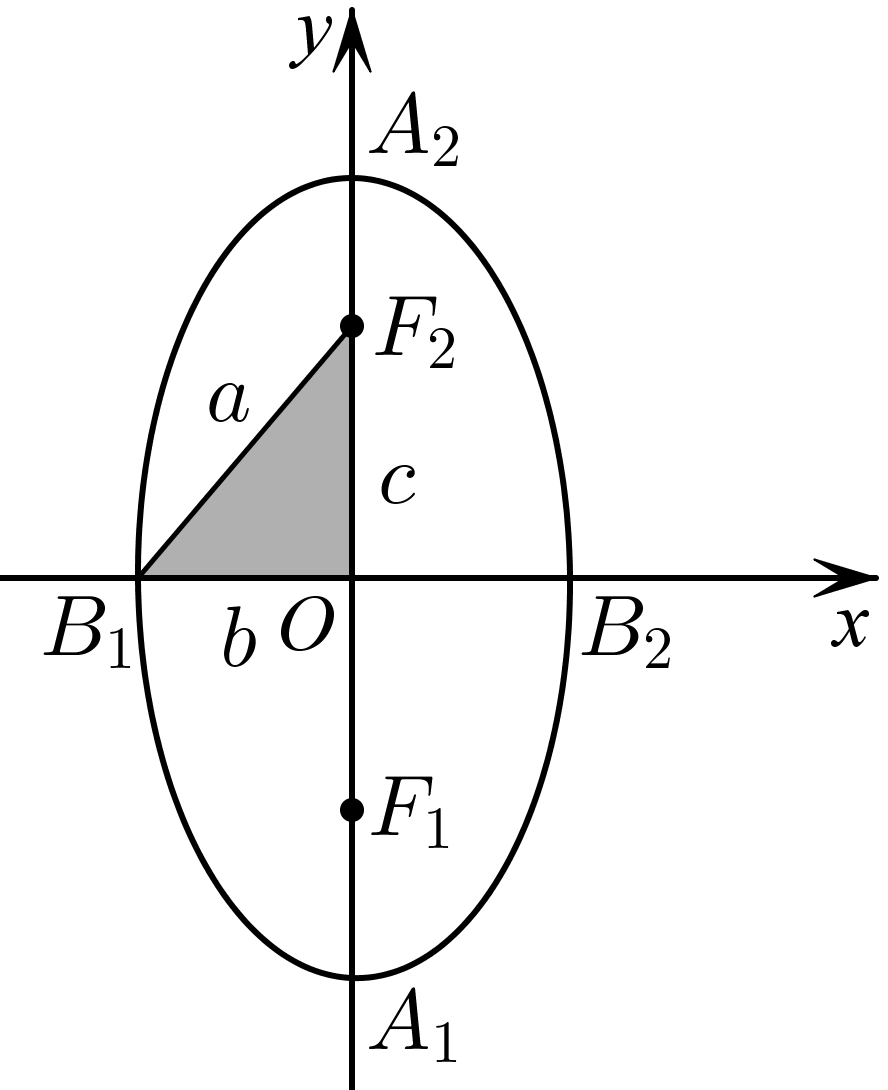 y
A₂
F₂
a
c
B₁ b O B₂ x
F₁
A₁